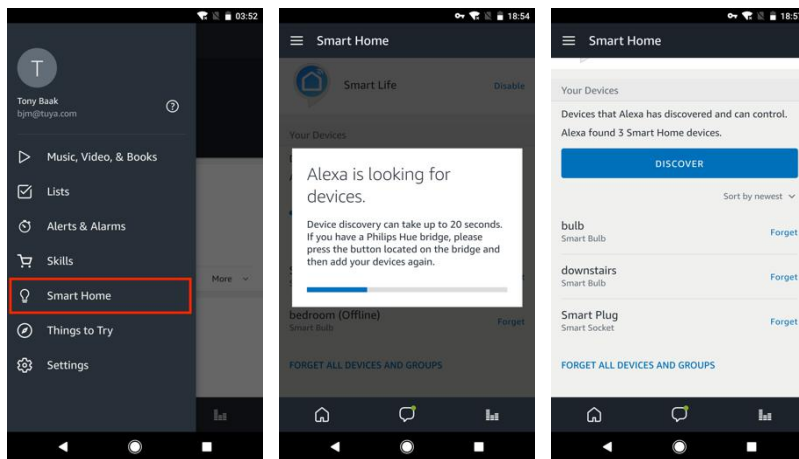 03:52
T
Tony Baak
bjm@tuya.com
Music, Video, & Books
Lists
Alerts & Alarms
Skills
More
Smart Home
Things to Try
Settings
18:54
Smart Home
Smart Life
Disable
Your Devices
Alexa is looking for
devices.
Device discovery can take up to 20 seconds.
If you have a Philips Hue bridge, please
press the button located on the bridge and
then add your devices again.
bedroom (Offline)
Smart Bulb
Forget
FORGET ALL DEVICES AND GROUPS
18:5
Smart Home
Your Devices
Devices that Alexa has discovered and can control.
Alexa found 3 Smart Home devices.
DISCOVER
Sort by newest
bulb
Smart Bulb
Forget
downstairs
Smart Bulb
Forget
Smart Plug
Smart Socket
Forget
FORGET ALL DEVICES AND GROUPS